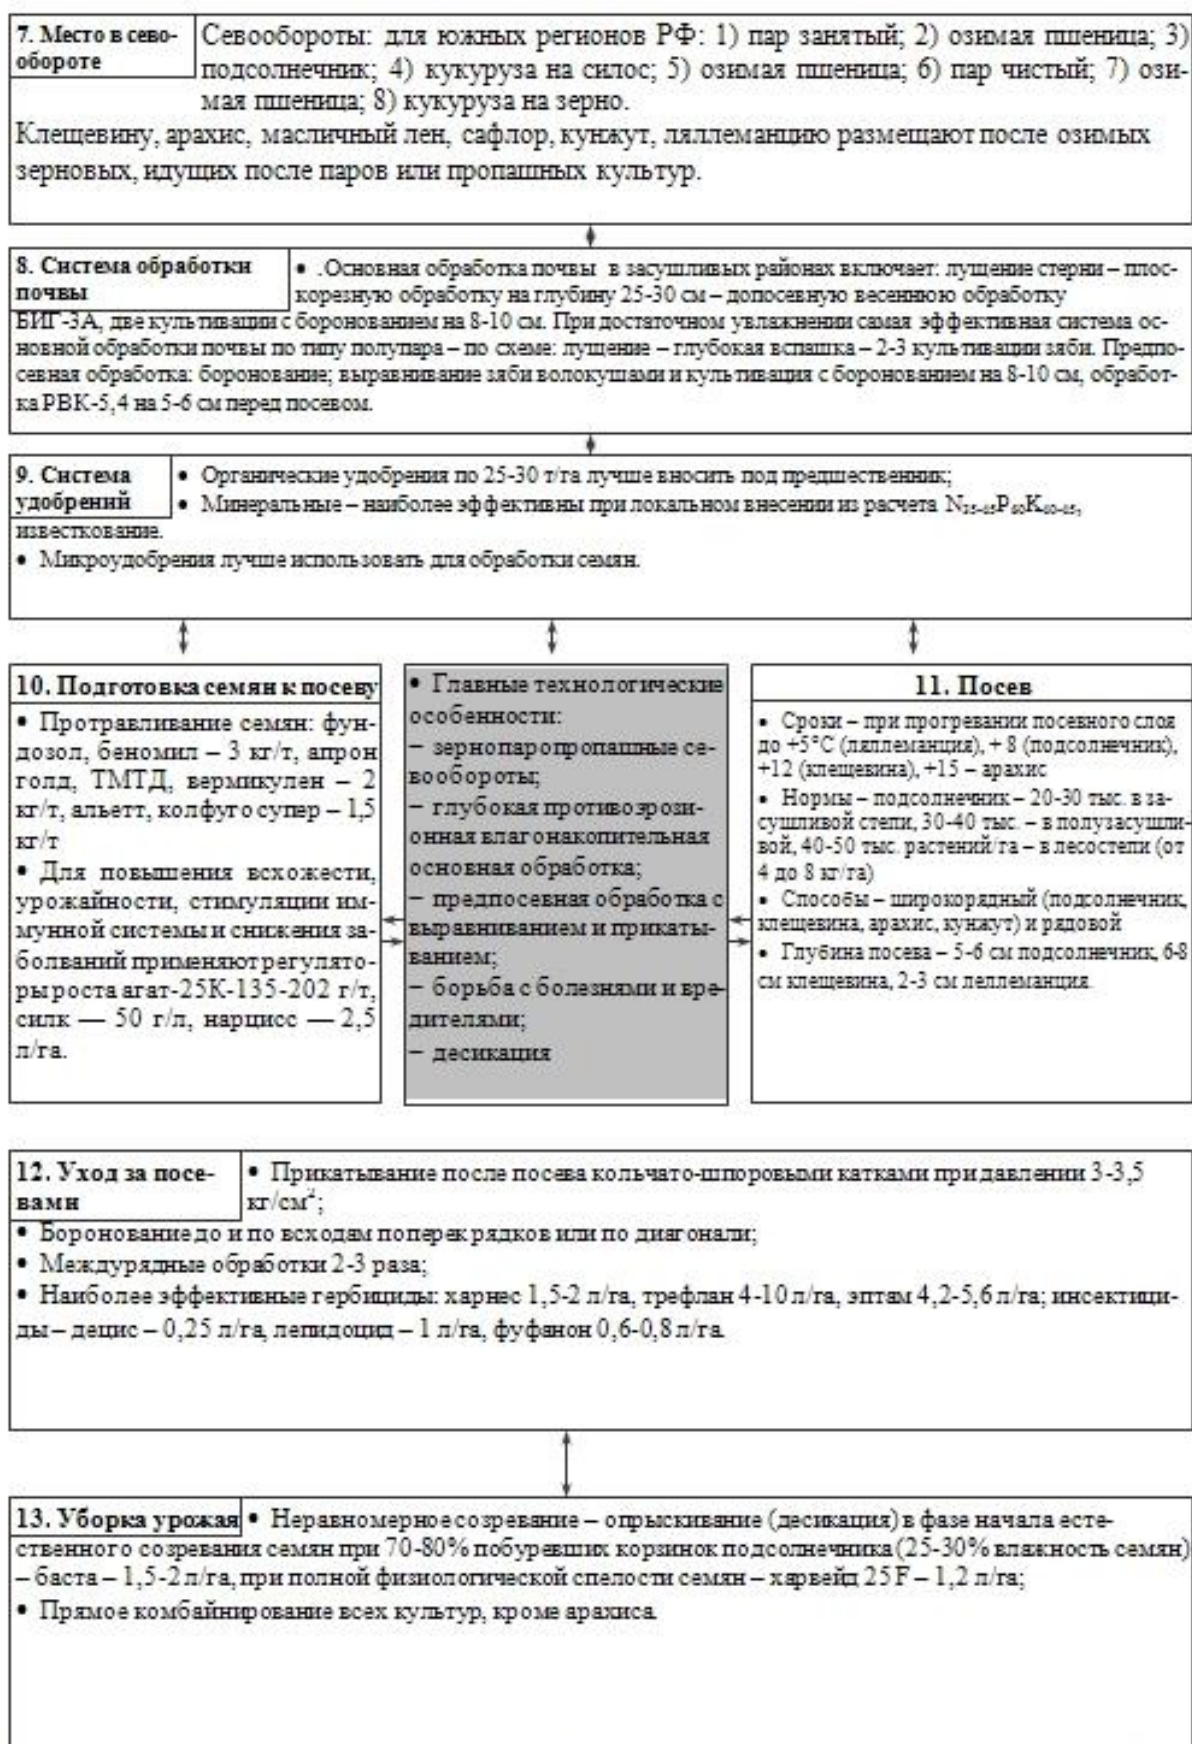 7. Место в сево-
обороте
Севообороты: для южных регионов РФ: 1) пар занятый; 2) озимая пшеница; 3)
подсолнечник; 4) кукуруза на силос; 5) озимая пшеница; 6) пар чистый; 7) ози-
мая пшеница; 8) кукуруза на зерно.
Клещевину, арахис, масличный лен, сафлор, кунжут, ляллеманцию размещают после озимых
зерновых, идущих после паров или пропашных культур.
8. Система обработки
почвы
• .Основная обработка почвы в засушливых районах включает: лущение стерни – плос-
корезную обработку на глубину 25-30 см – допосевную весеннюю обработку
БИГ-3А, две культивации с боронованием на 8-10 см. При достаточном увлажнении самая эффективная система ос-
новной обработки почвы по типу полупара – по схеме: лущение – глубокая вспашка – 2-3 культивации зяби. Предпо-
севная обработка: боронование; выравнивание зяби волокушами и культивация с боронованием на 8-10 см, обработ-
ка РВК-5,4 на 5-6 см перед посевом.
9. Система
удобрений
• Органические удобрения по 25-30 т/га лучше вносить под предшественник;
• Минеральные – наиболее эффективны при локальном внесении из расчета
известкование.
• Микроудобрения лучше использовать для обработки семян.
10. Подготовка семян к посеву
• Протравливание семян: фун-
дозол, беномил – 3 кг/т, апрон
голд, ТМТД, вермикулен – 2
кг/т, альетт, колфуго супер – 1,5
кг/т
• Для повышения всхожести,
урожайности, стимуляции им-
мунной системы и снижения за-
болваний применяют регулято-
ры роста агат-25К-135-202 г/т,
силк — 50 г/л, нарцисс — 2,5
л/га.
• Главные технологические
особенности:
– зернопаропропашные се-
вообороты;
– глубокая противоэрози-
онная влагонакопительная
основная обработка;
– предпосевная обработка с
выравниванием и прикаты-
ванием;
– борьба с болезнями и вре-
дителями;
– десикация
11. Посев
• Сроки – при прогревании посевного слоя
до +5°С (ляллеманция), + 8 (подсолнечник),
+12 (клещевина), +15 – арахис
• Нормы – подсолнечник – 20-30 тыс. в за-
сушливой степи, 30-40 тыс. – в полузасушли-
вой, 40-50 тыс. растений/га – в лесостепи (от
4 до 8 кг/га)
• Способы – широкорядный (подсолнечник,
клещевина, арахис, кунжут) и рядовой
• Глубина посева – 5-6 см подсолнечник, 6-8
см клещевина, 2-3 см леллеманция.
12. Уход за посе-
вами
• Прикатывание после посева кольчато-шпоровыми катками при давлении 3-3,5
кг/см²;
• Боронование до и по всходам поперек рядков или по диагонали;
• Междурядные обработки 2-3 раза;
• Наиболее эффективные гербициды: харнес 1,5-2 л/га, трефлан 4-10 л/га, эптам 4,2-5,6 л/га; инсектици-
ды – децис – 0,25 л/га, лепидоцид – 1 л/га, фуфанон 0,6-0,8 л/га.
13. Уборка урожая
• Неравномерное созревание – опрыскивание (десикация) в фазе начала есте-
ственного созревания семян при 70-80% побуревших корзинок подсолнечника (25-30% влажность семян)
– баста – 1,5-2 л/га, при полной физиологической спелости семян – харвейд 25 F – 1,2 л/га;
• Прямое комбайнирование всех культур, кроме арахиса.